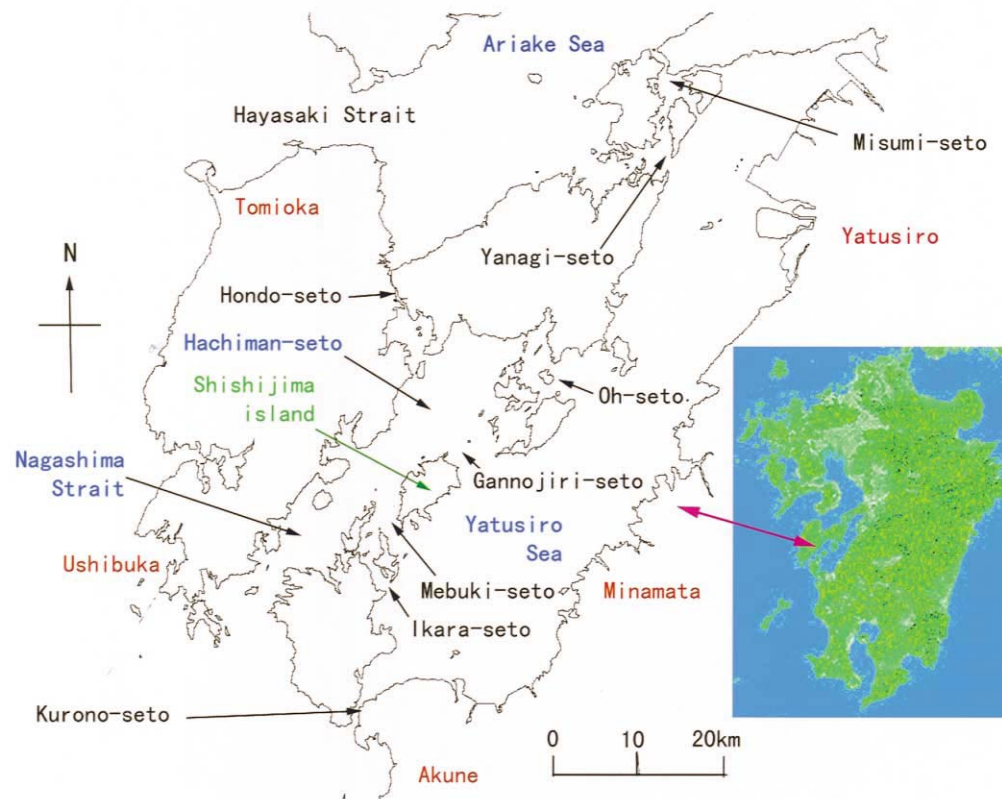 Ariake Sea
Hayasaki Strait
Misumi-seto
Tomioka
Yatusiro
N
Yanagi-seto
Hondo-seto
Hachiman-seto
Shishijima
island
Oh-seto
Nagashima
Strait
Gannojiri-seto
Yatusiro
Sea
Ushibuka
Mebuki-seto
Minamata
Ikara-seto
Kurono-seto
0 10 20km
Akune